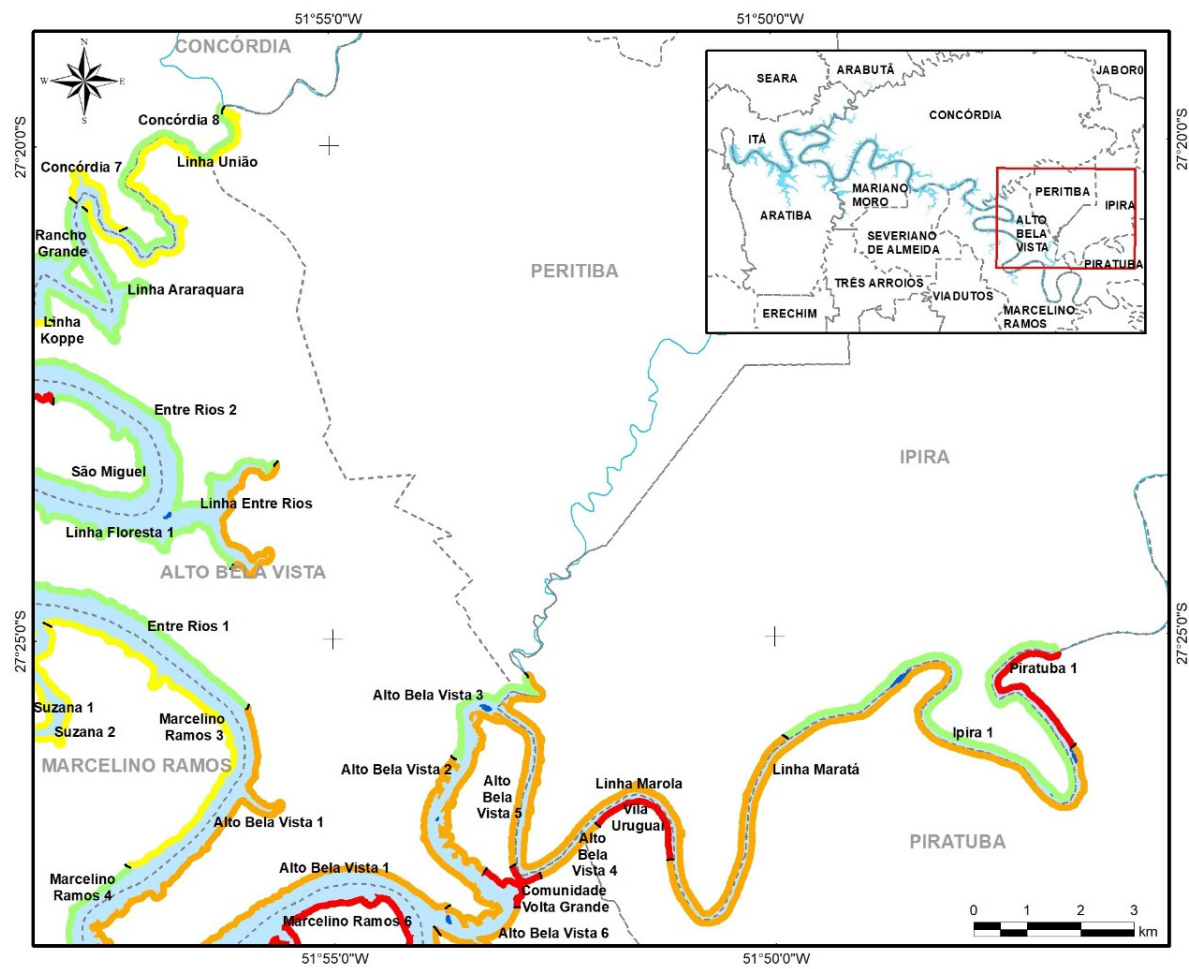 51°55'0"W
51°50'0"W
CONCÓRDIA
N
W
E
S
27°20'0"S
27°20'0"S
Concórdia 8
Linha União
Concórdia 7
Rancho
Grande
Linha Araraquara
Linha
Koppe
PERITIBA
SEARA
ARABUTÃ
JABOR0
CONCÓRDIA
ITÁ
MARIANO
MORO
PERITIBA
IPIRA
ARATIBA
ALTO
BELA
VISTA
SEVERIANO
DE ALMEIDA
PIRATUBA
TRÊS ARROIOS
VIADUTOS
ERECHIM
MARCELINO
RAMOS
Entre Rios 2
São Miguel
Linha Entre Rios
Linha Floresta 1
IPIRA
ALTO BELA VISTA
27°25'0"S
27°25'0"S
Entre Rios 1
Suzana 1
Suzana 2
Marcelino
Ramos 3
MARCELINO RAMOS
Alto Bela Vista 3
Alto Bela Vista 2
Alto
Bela
Vista 5
Piratuba 1
Ipira 1
Linha Maratá
Linha Marola
Vila
Uruguai
Alto Bela Vista 1
Alto
Bela
Vista 4
PIRATUBA
Marcelino
Ramos 4
Alto Bela Vista 1
Comunidade
Volta Grande
Marcelino Ramos 6
Alto Bela Vista 6
0 1 2 3
km
51°55'0"W
51°50'0"W